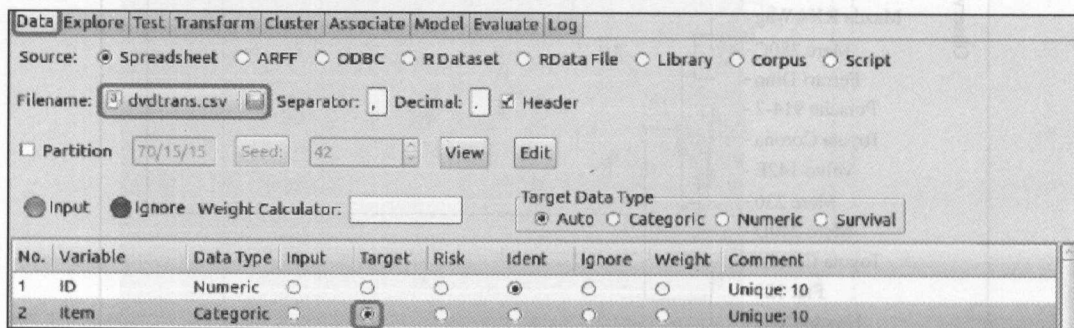 Data Explore Test Transform Cluster Associate Model Evaluate Log
Source: Spreadsheet ARFF ODBC R Dataset RData File Library Corpus Script
Filename: dvdtrans.csv Separator: , Decimal: . Header
Partition 70/15/15 Seed: 42 View Edit
Target Data Type
Input Ignore Weight Calculator: Auto Categoric Numeric Survival
No. Variable Data Type Input Target Risk Ident Ignore Weight Comment
1 ID Numeric Unique: 10
2 Item Categoric Unique: 10